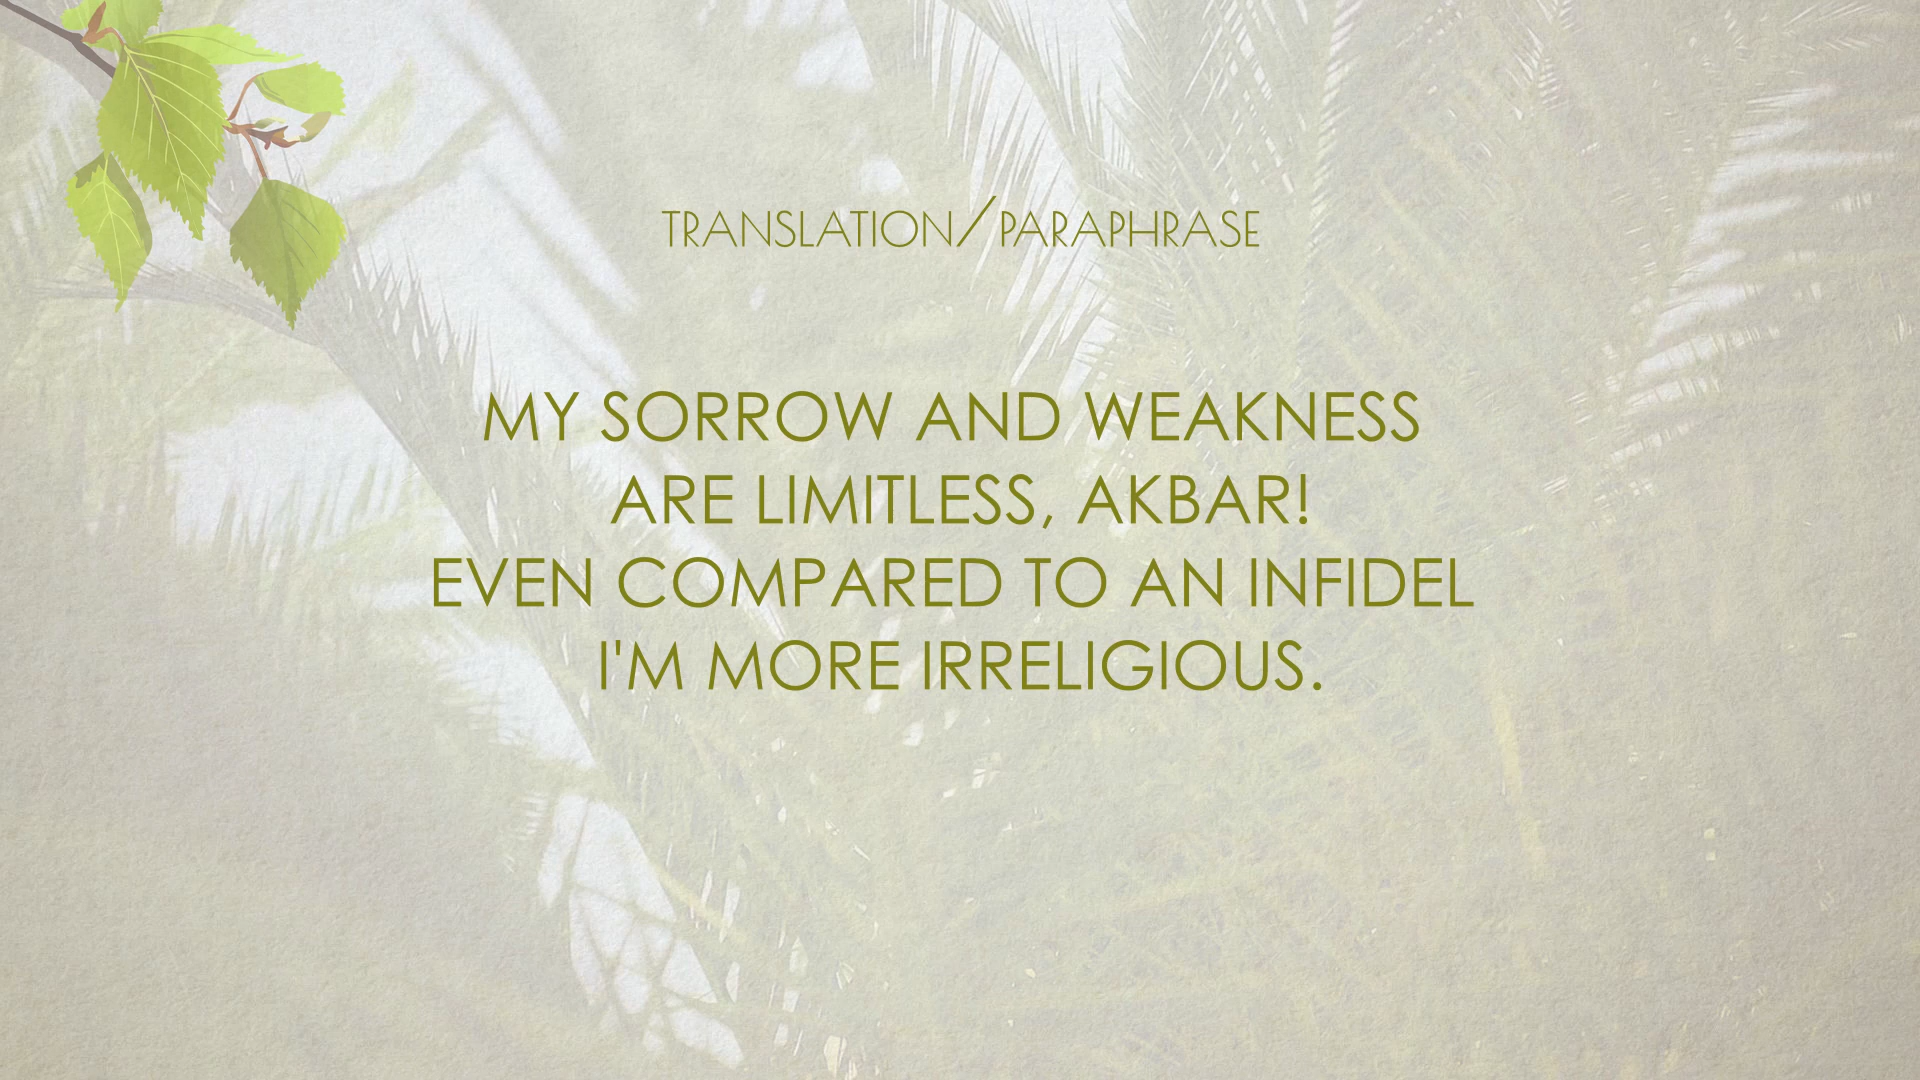 TRANSLATION/PARAPHRASE
MY SORROW AND WEAKNESS
ARE LIMITLESS, AKBAR!
EVEN COMPARED TO AN INFIDEL
I'M MORE IRRELIGIOUS.